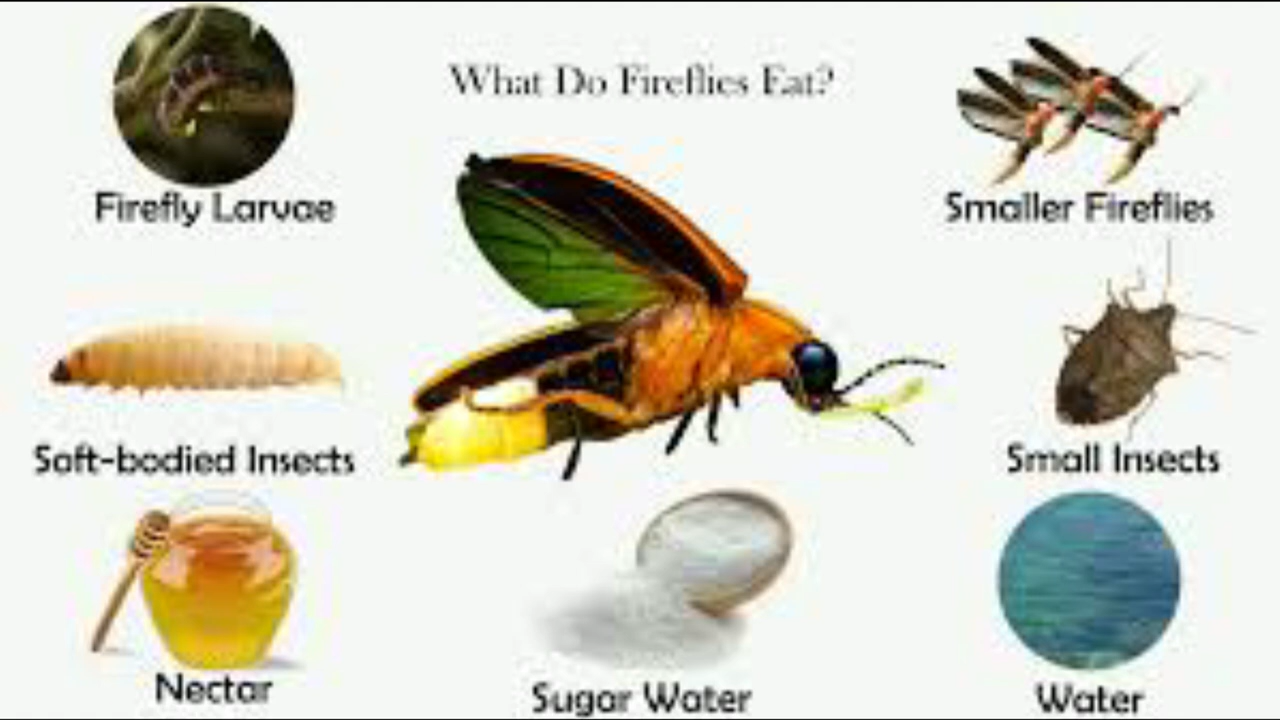 What Do Fireflies Eat?
Firefly Larvae
Smaller Fireflies
Soft-bodied Insects
Small Insects
Nectar
Sugar Water
Water